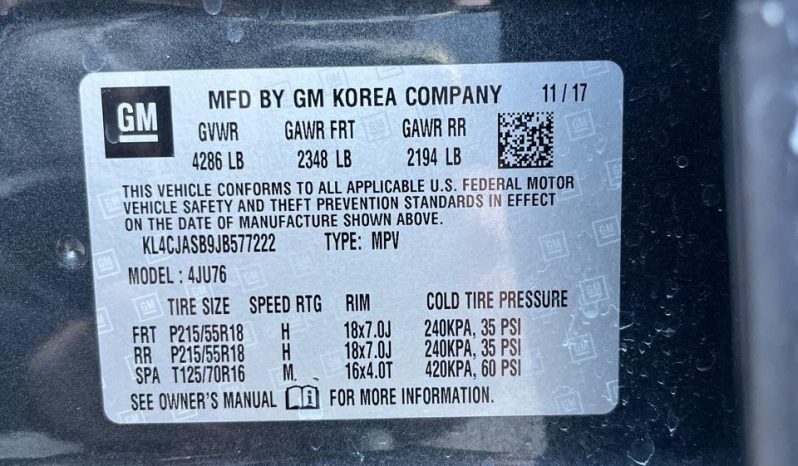 GM MFD BY GM KOREA COMPANY 11/17
GVWR GAWR FRT GAWR RR
4286 LB 2348 LB 2194 LB
THIS VEHICLE CONFORMS TO ALL APPLICABLE U.S. FEDERAL MOTOR
VEHICLE SAFETY AND THEFT PREVENTION STANDARDS IN EFFECT
ON THE DATE OF MANUFACTURE SHOWN ABOVE.
KL4CJASB9JB577222 TYPE: MPV
MODEL: 4JU76
TIRE SIZE SPEED RTG RIM COLD TIRE PRESSURE
FRT P215/55R18 H 18x7.0J 240KPA, 35 PSI
RR P215/55R18 H 18x7.0J 240KPA, 35 PSI
SPA T125/70R16 M 16x4.0T 420KPA, 60 PSI
SEE OWNER'S MANUAL FOR MORE INFORMATION.